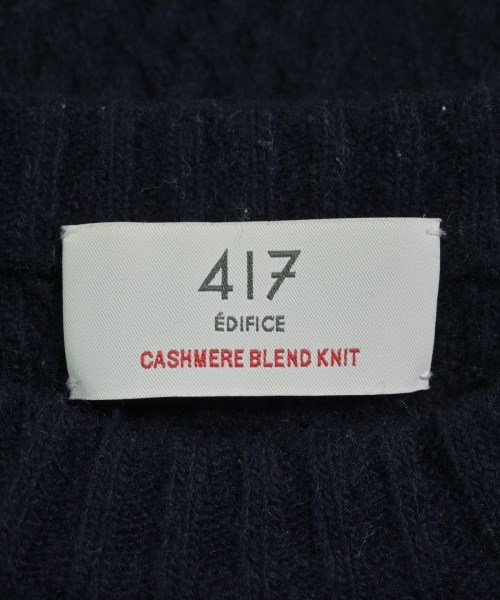 417
ÉDIFICE
CASHMERE BLEND KNIT